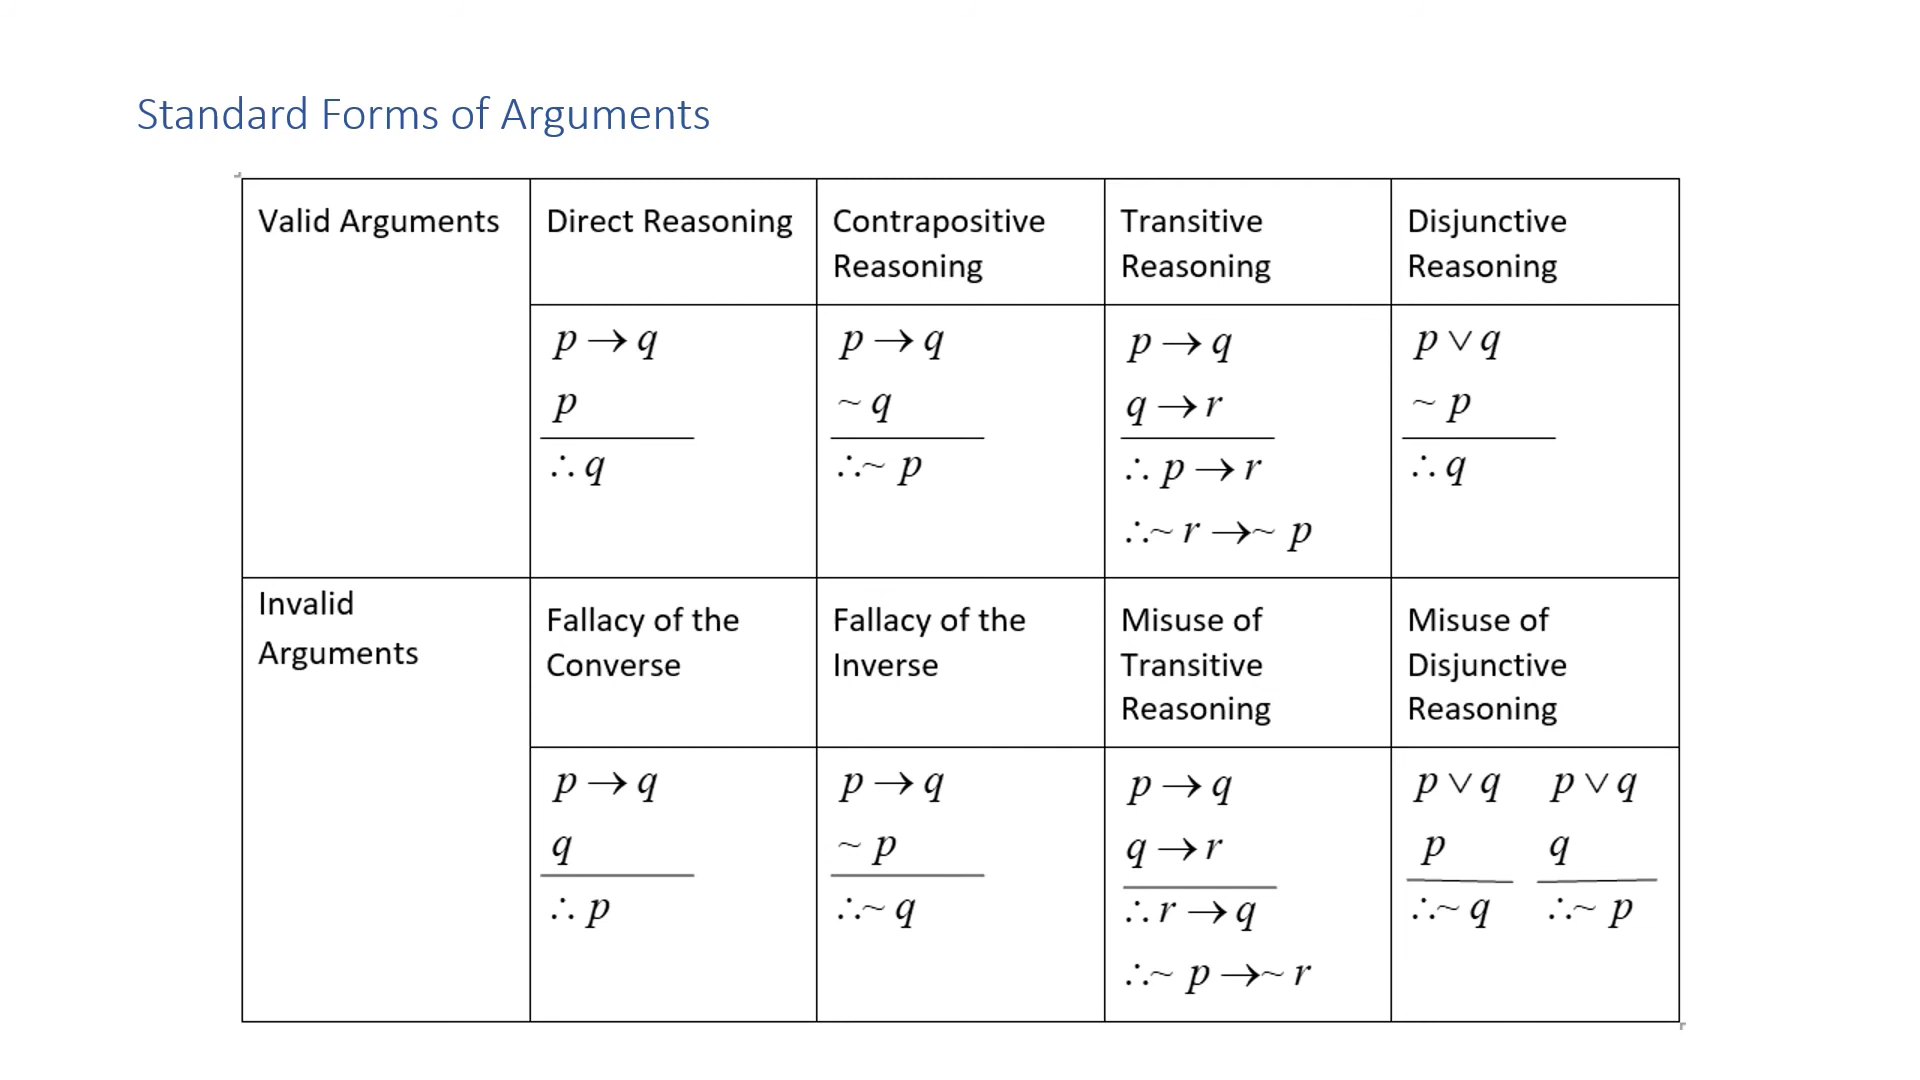 Standard Forms of Arguments
Valid Arguments
Direct Reasoning
Contrapositive
Reasoning
Transitive
Reasoning
Disjunctive
Reasoning
p → q
p
∴ q
p → q
~ q
∴~ p
p → q
q → r
∴ p → r
∴~ r →~ p
p ∨ q
~ p
∴ q
Invalid
Arguments
Fallacy of the
Converse
Fallacy of the
Inverse
Misuse of
Transitive
Reasoning
Misuse of
Disjunctive
Reasoning
p → q
q
∴ p
p → q
~ p
∴~ q
p → q
q → r
∴ r → q
∴~ p →~ r
p ∨ q
p
∴~ q
p ∨ q
q
∴~ p